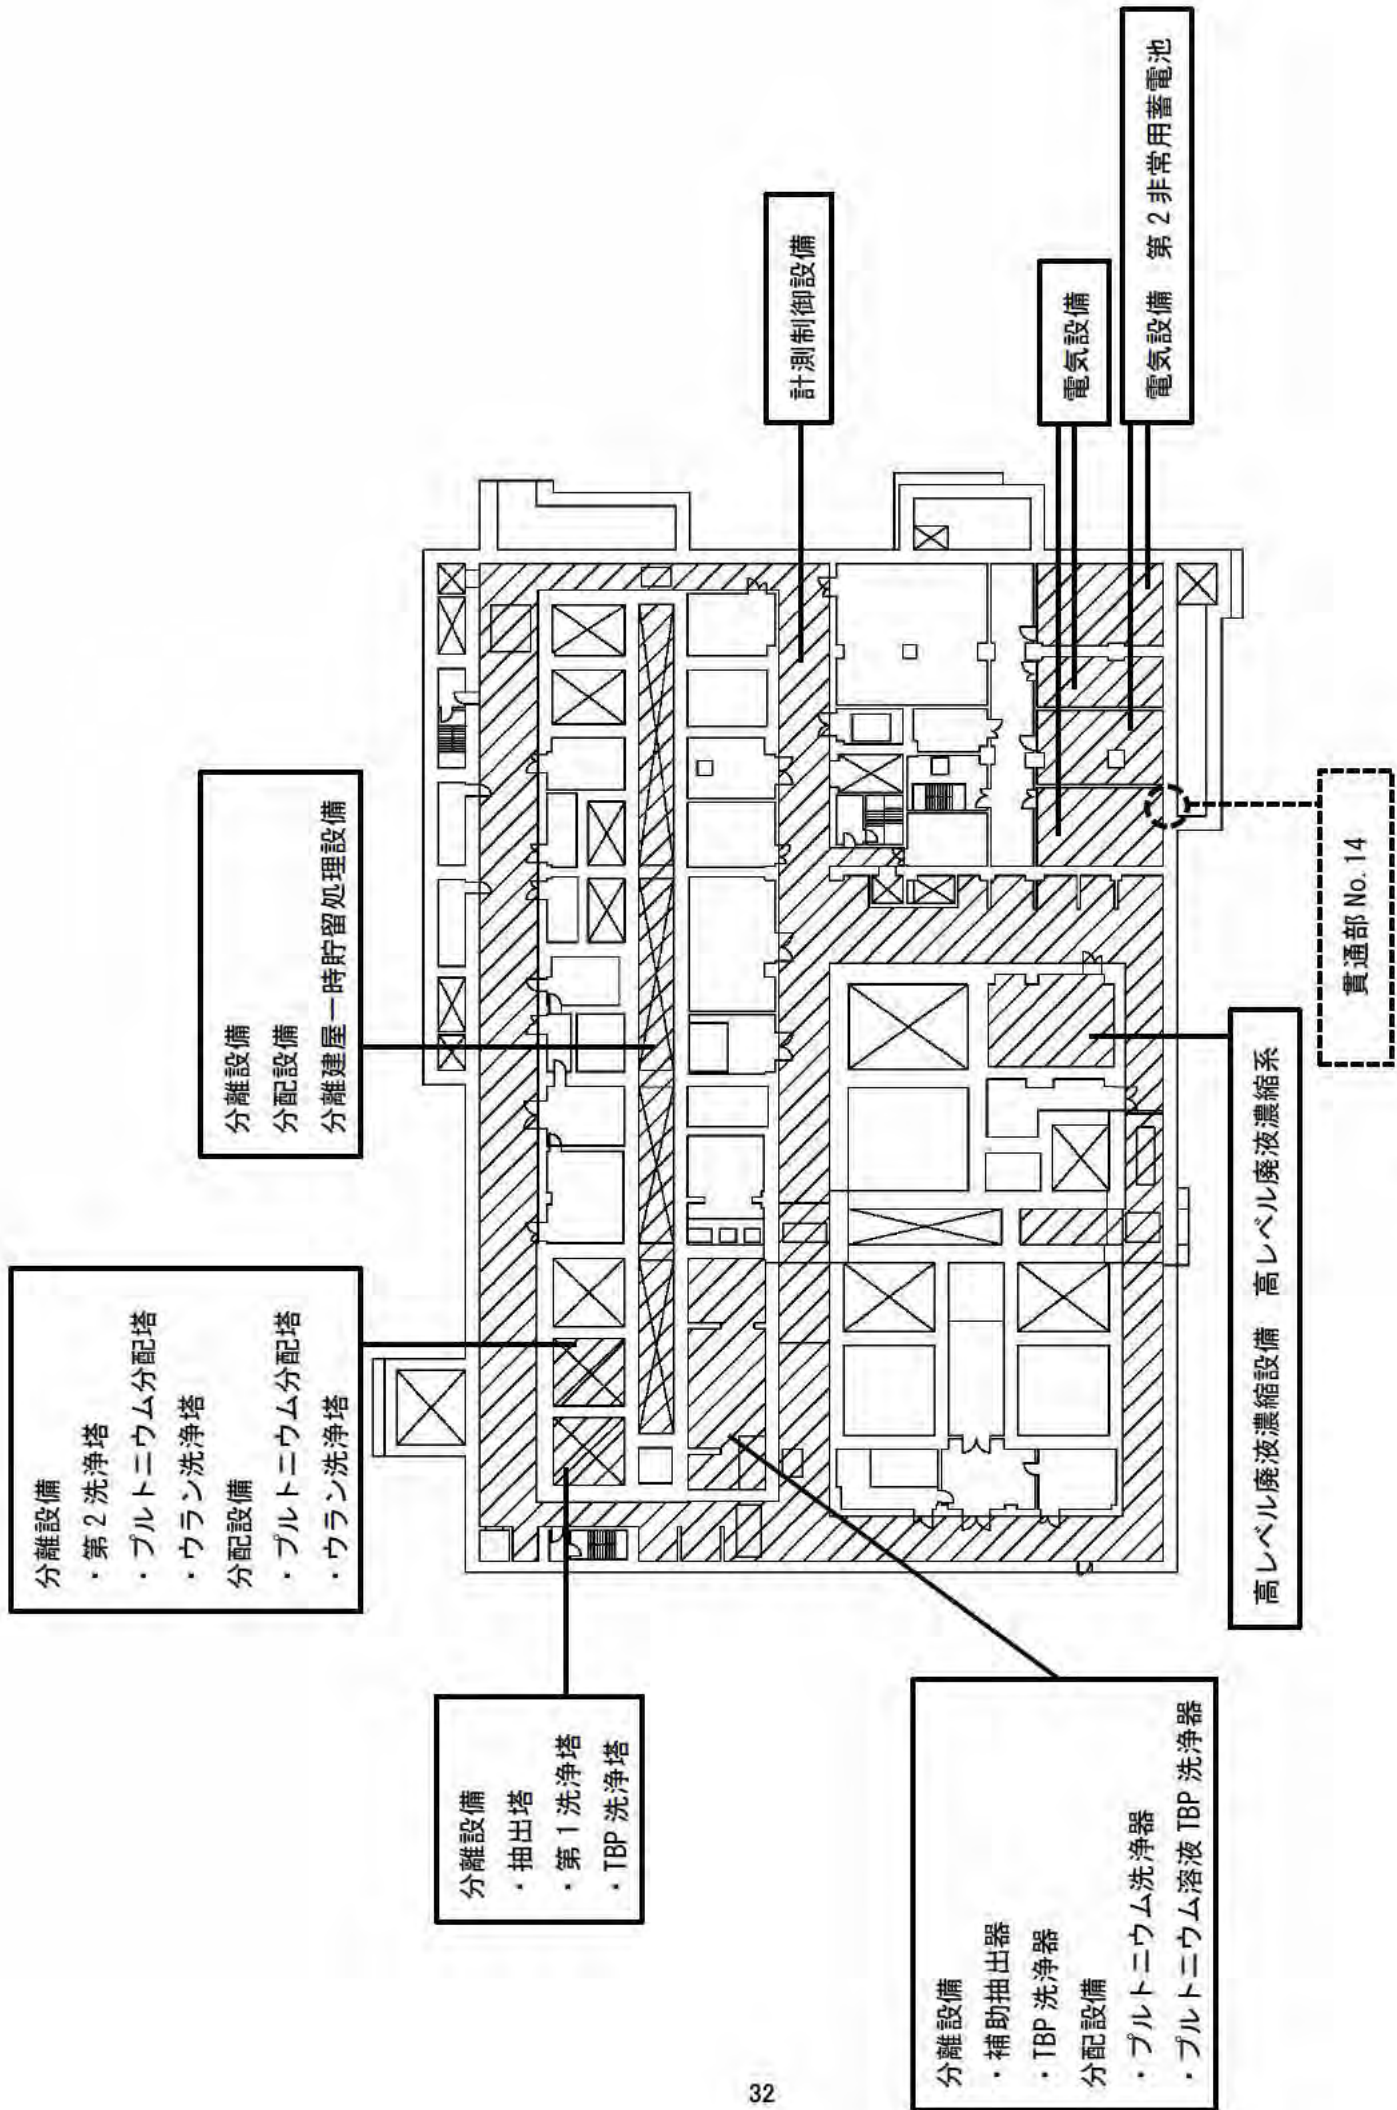 分離設備
・第2洗浄塔
・プルトニウム分配塔
・ウラン洗浄塔
分配設備
・プルトニウム分配塔
・ウラン洗浄塔
分離設備
分配設備
分離建屋一時貯留処理設備
分離設備
・抽出塔
・第1洗浄塔
・TBP 洗浄塔
計測制御設備
電気設備
電気設備　第2非常用蓄電池
分離設備
・補助抽出器
・TBP 洗浄器
分配設備
・プルトニウム洗浄器
・プルトニウム溶液 TBP 洗浄器
高レベル廃液濃縮設備　高レベル廃液濃縮系
貫通部 No.14
32